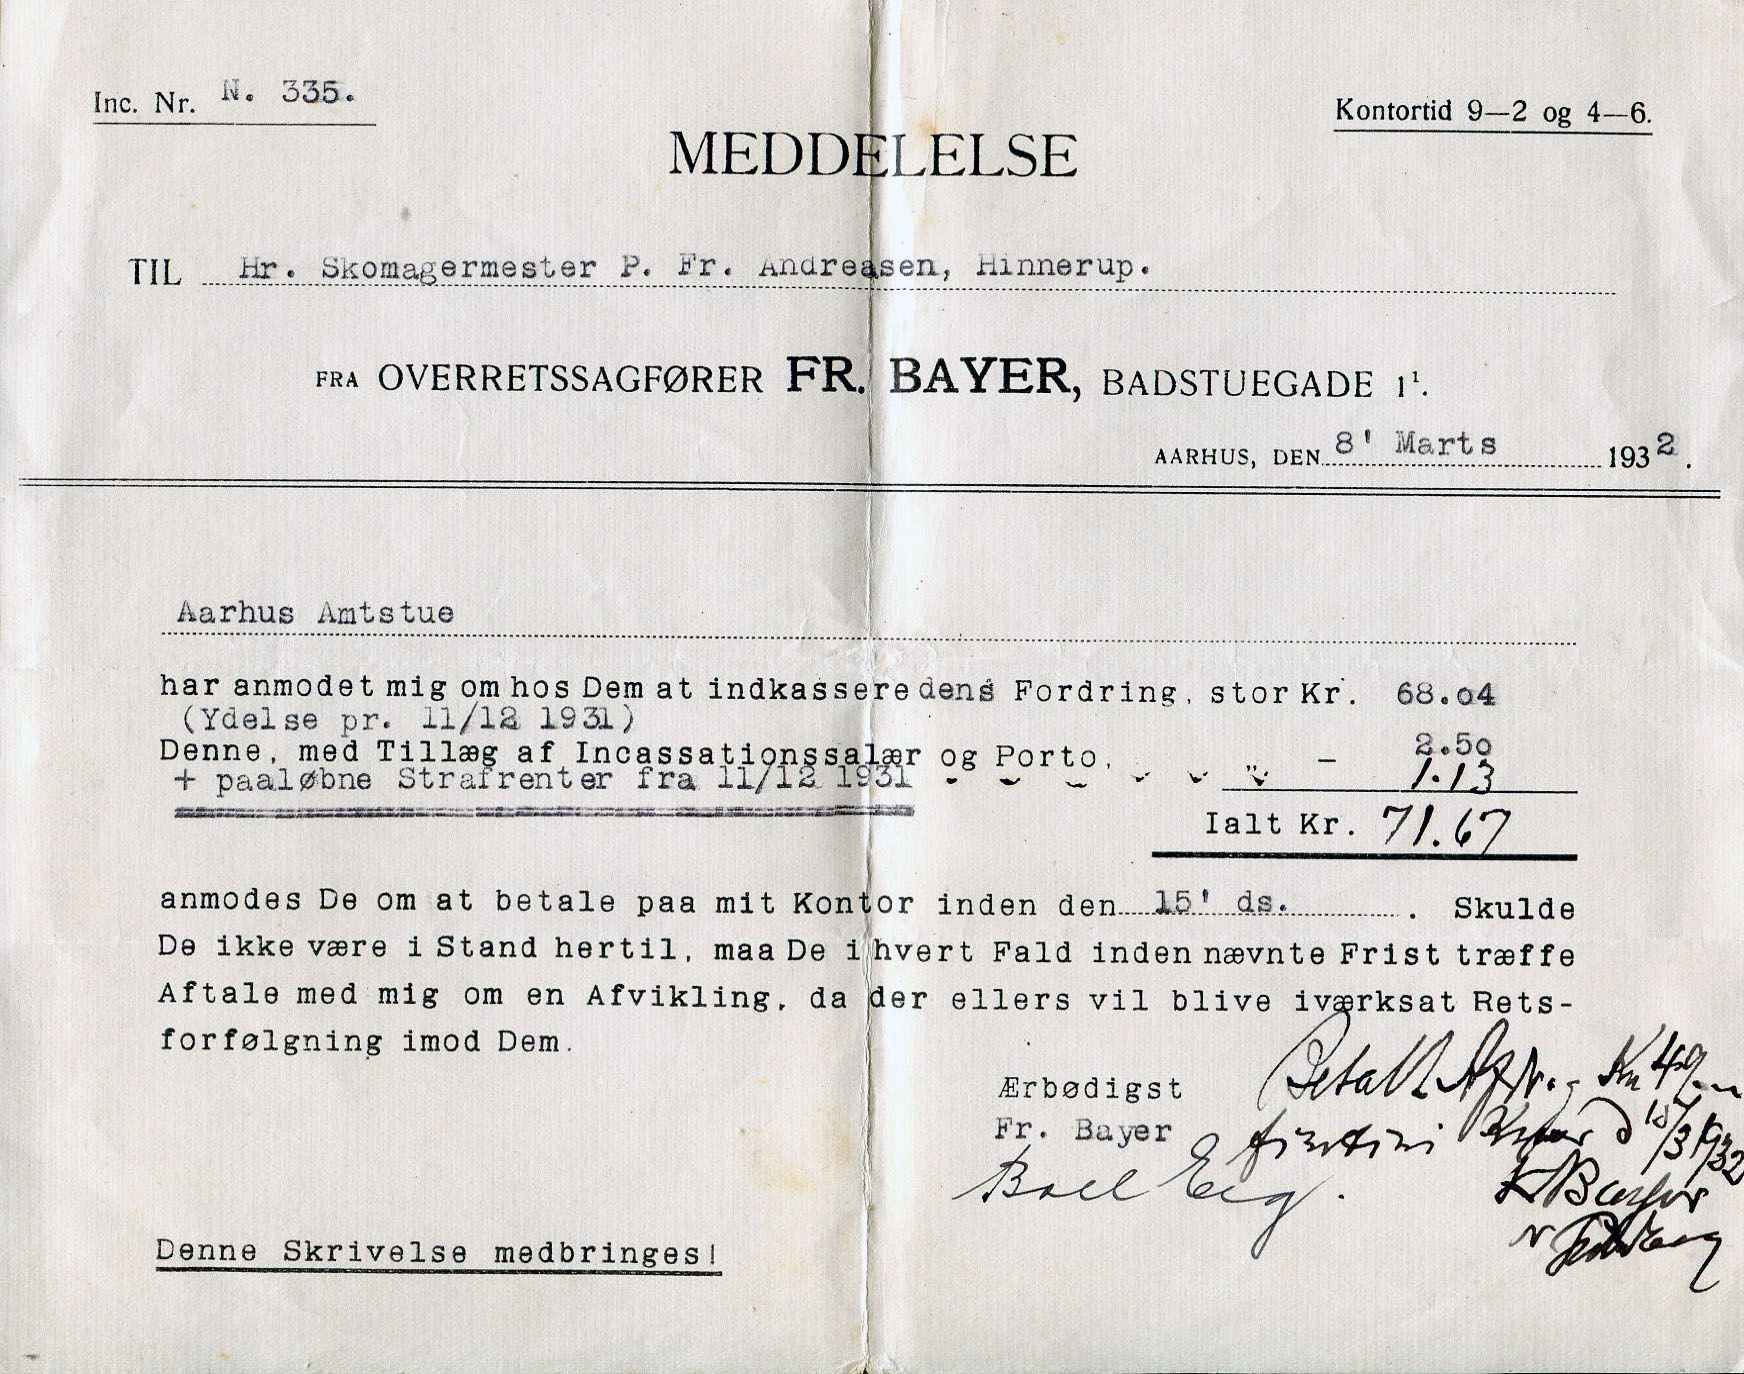 Inc. Nr. N. 335.
Kontortid 9—2 og 4—6.
MEDDELELSE
TIL Hr. Skomagermester P. Fr. Andreasen, Hinnerup.
FRA OVERRETSSAGFØRER FR. BAYER, BADSTUEGADE 1¹.
AARHUS, DEN 8' Marts 1932.
Aarhus Amtstue
har anmodet mig om hos Dem at indkassere dens Fordring, stor Kr. 68.04
(Ydelse pr. 11/12 1931)
Denne, med Tillæg af Incassationssalær og Porto, „ — 2.50
+ paaløbne Strafrenter fra 11/12 1931 1.13
Ialt Kr. 71.67
anmodes De om at betale paa mit Kontor inden den 15' ds. . Skulde
De ikke være i Stand hertil, maa De i hvert Fald inden nævnte Frist træffe
Aftale med mig om en Afvikling, da der ellers vil blive iværksat Rets-
forfølgning imod Dem.
Ærbødigst
Betalt Kr 49
Fr. Bayer
15/3 1932
Bayer
Denne Skrivelse medbringes!